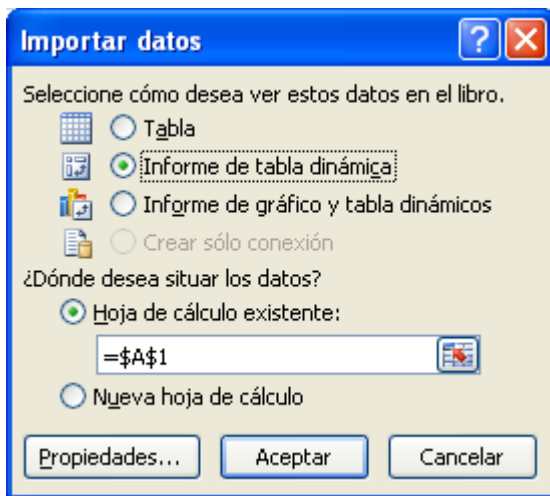 Importar datos
Seleccione cómo desea ver estos datos en el libro.
Tabla
Informe de tabla dinámica
Informe de gráfico y tabla dinámicos
Crear sólo conexión
¿Dónde desea situar los datos?
Hoja de cálculo existente:
=$A$1
Nueva hoja de cálculo
Propiedades... Aceptar Cancelar